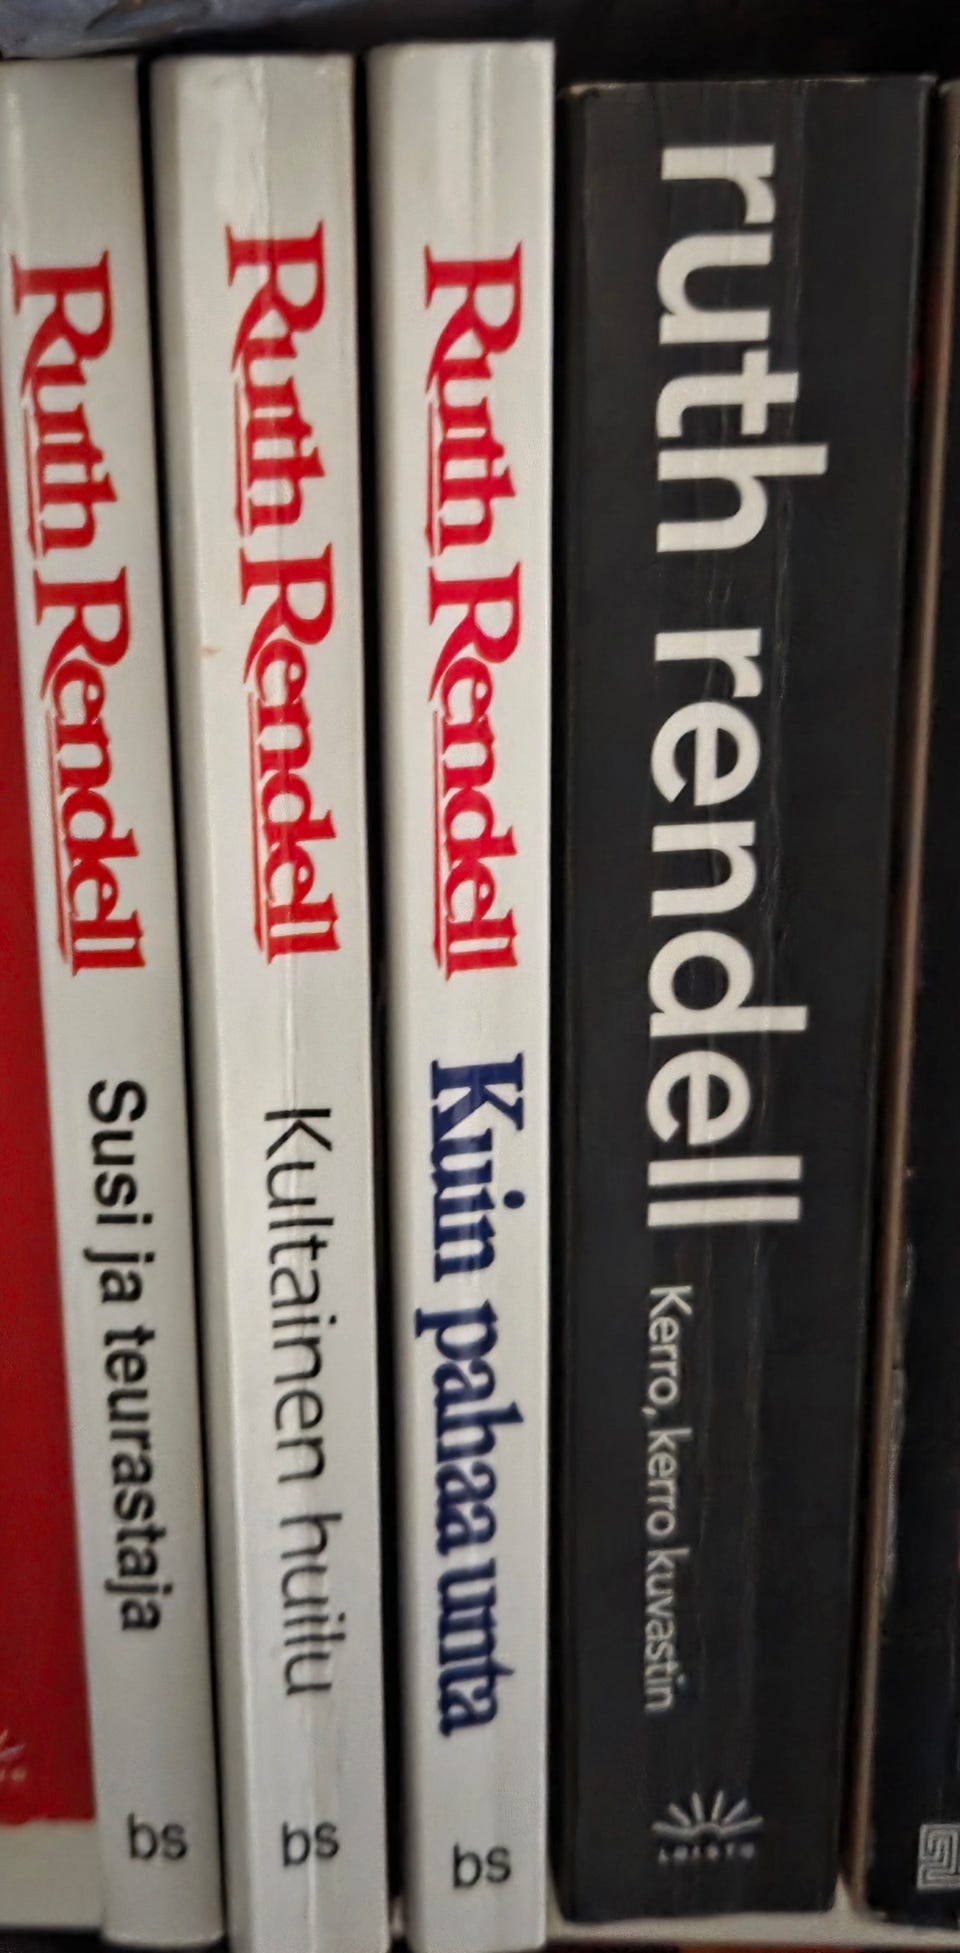 Ruth Rendell Susi ja teurastaja
bs
Ruth Rendell Kultainen huilu
bs
Ruth Rendell Kuin pahaa unta
bs
ruth rendell Kerro, kerro kuvastin
LOISTO